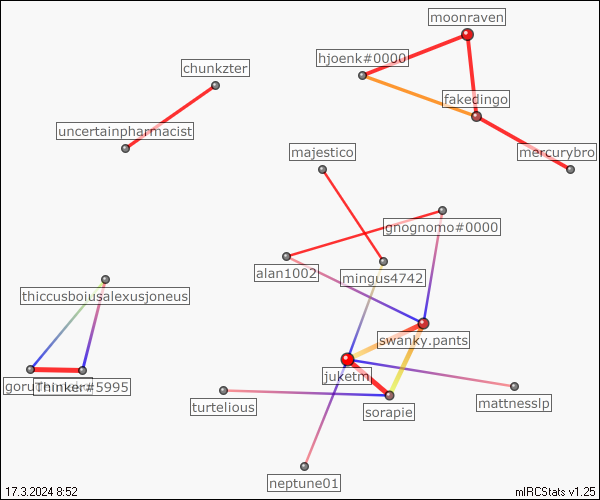 moonraven
hjoenk#0000
chunkzter
fakedingo
uncertainpharmacist
majestico
mercurybro
gnognomo#0000
alan1002
mingus4742
thiccusboiusalexusjoneus
swanky.pants
juketm
Thinker#5995
turtelious
sorapie
mattnesslp
neptune01
17.3.2024 8:52
mIRCStats v1.25